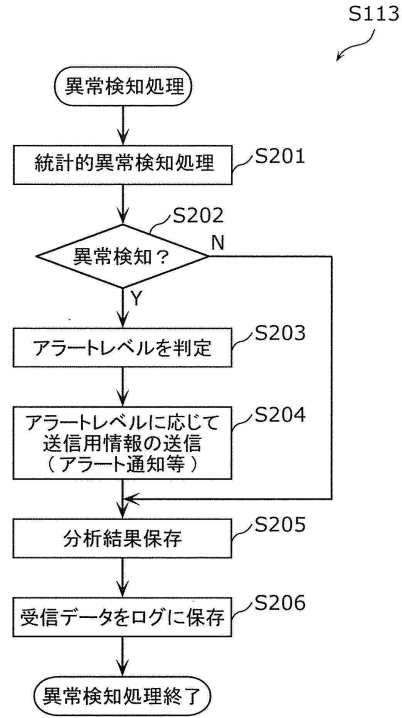 S113
異常検知処理
統計的異常検知処理
S201
S202
異常検知？
N
Y
アラートレベルを判定
S203
アラートレベルに応じて
送信用情報の送信
（アラート通知等）
S204
分析結果保存
S205
受信データをログに保存
S206
異常検知処理終了